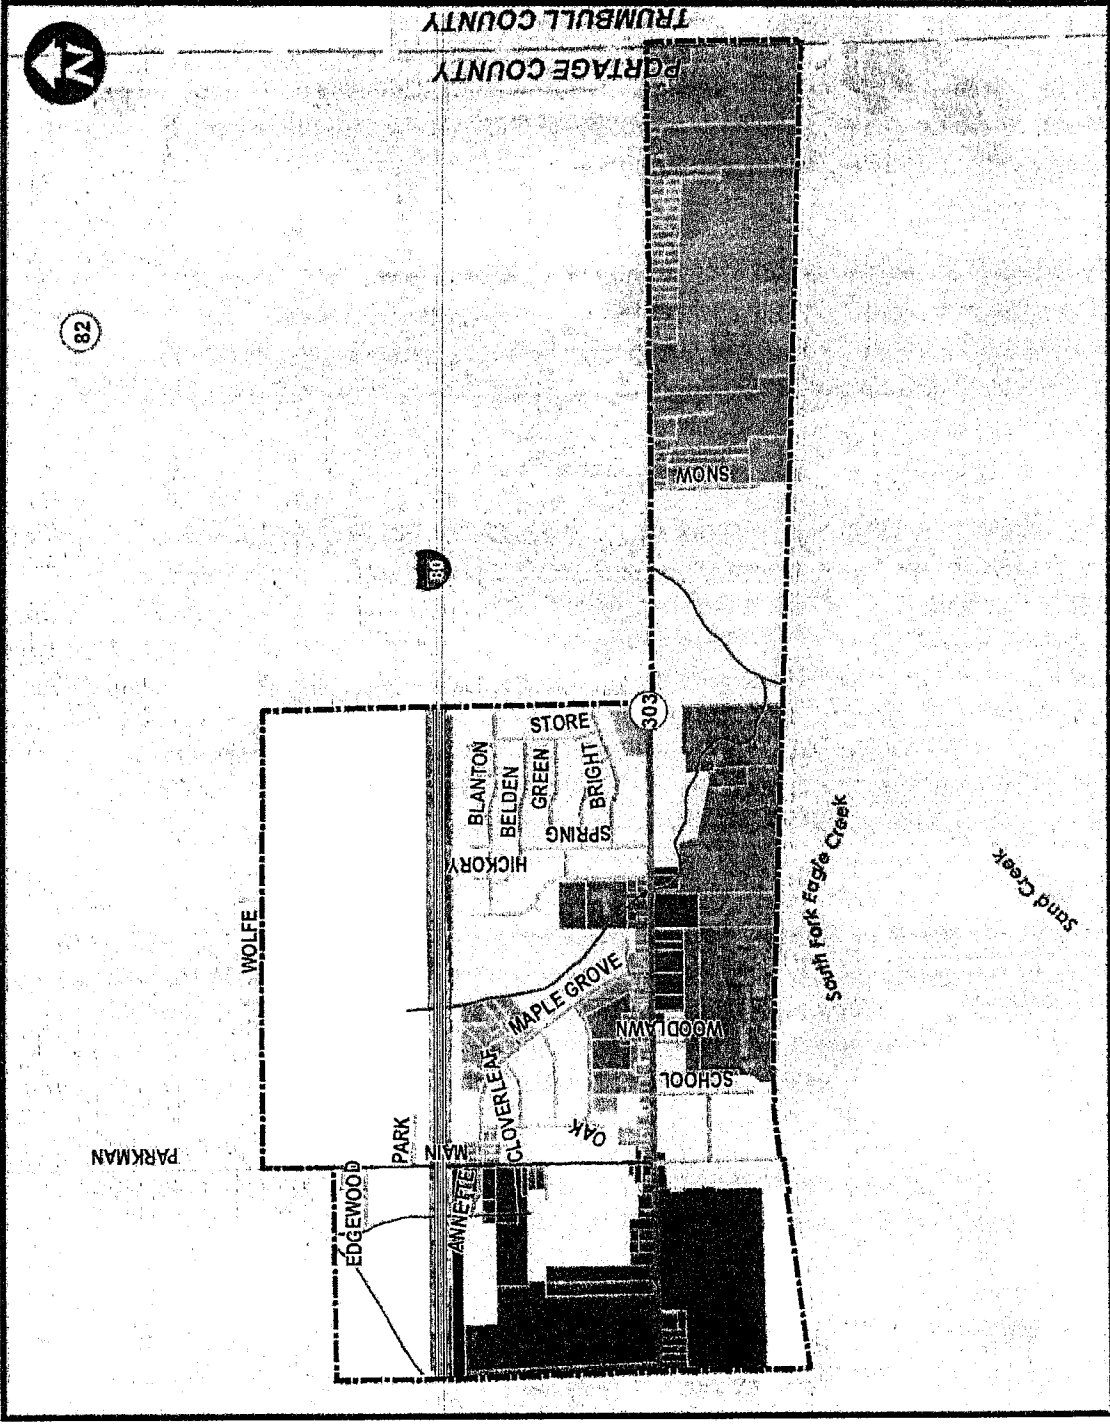 TRUMBULL COUNTY
PORTAGE COUNTY
N
82
SNOW
80
303
STORE
BLANTON
BELDEN
GREEN
BRIGHT
SPRING
HICKORY
WOLFE
MAPLE GROVE
South Fork Eagle Creek
Sand Creek
WOODLAWN
SCHOOL
CLOVERLEAF
OAK
PARK
MAIN
PARKMAN
EDGEWOOD
ANNETTE